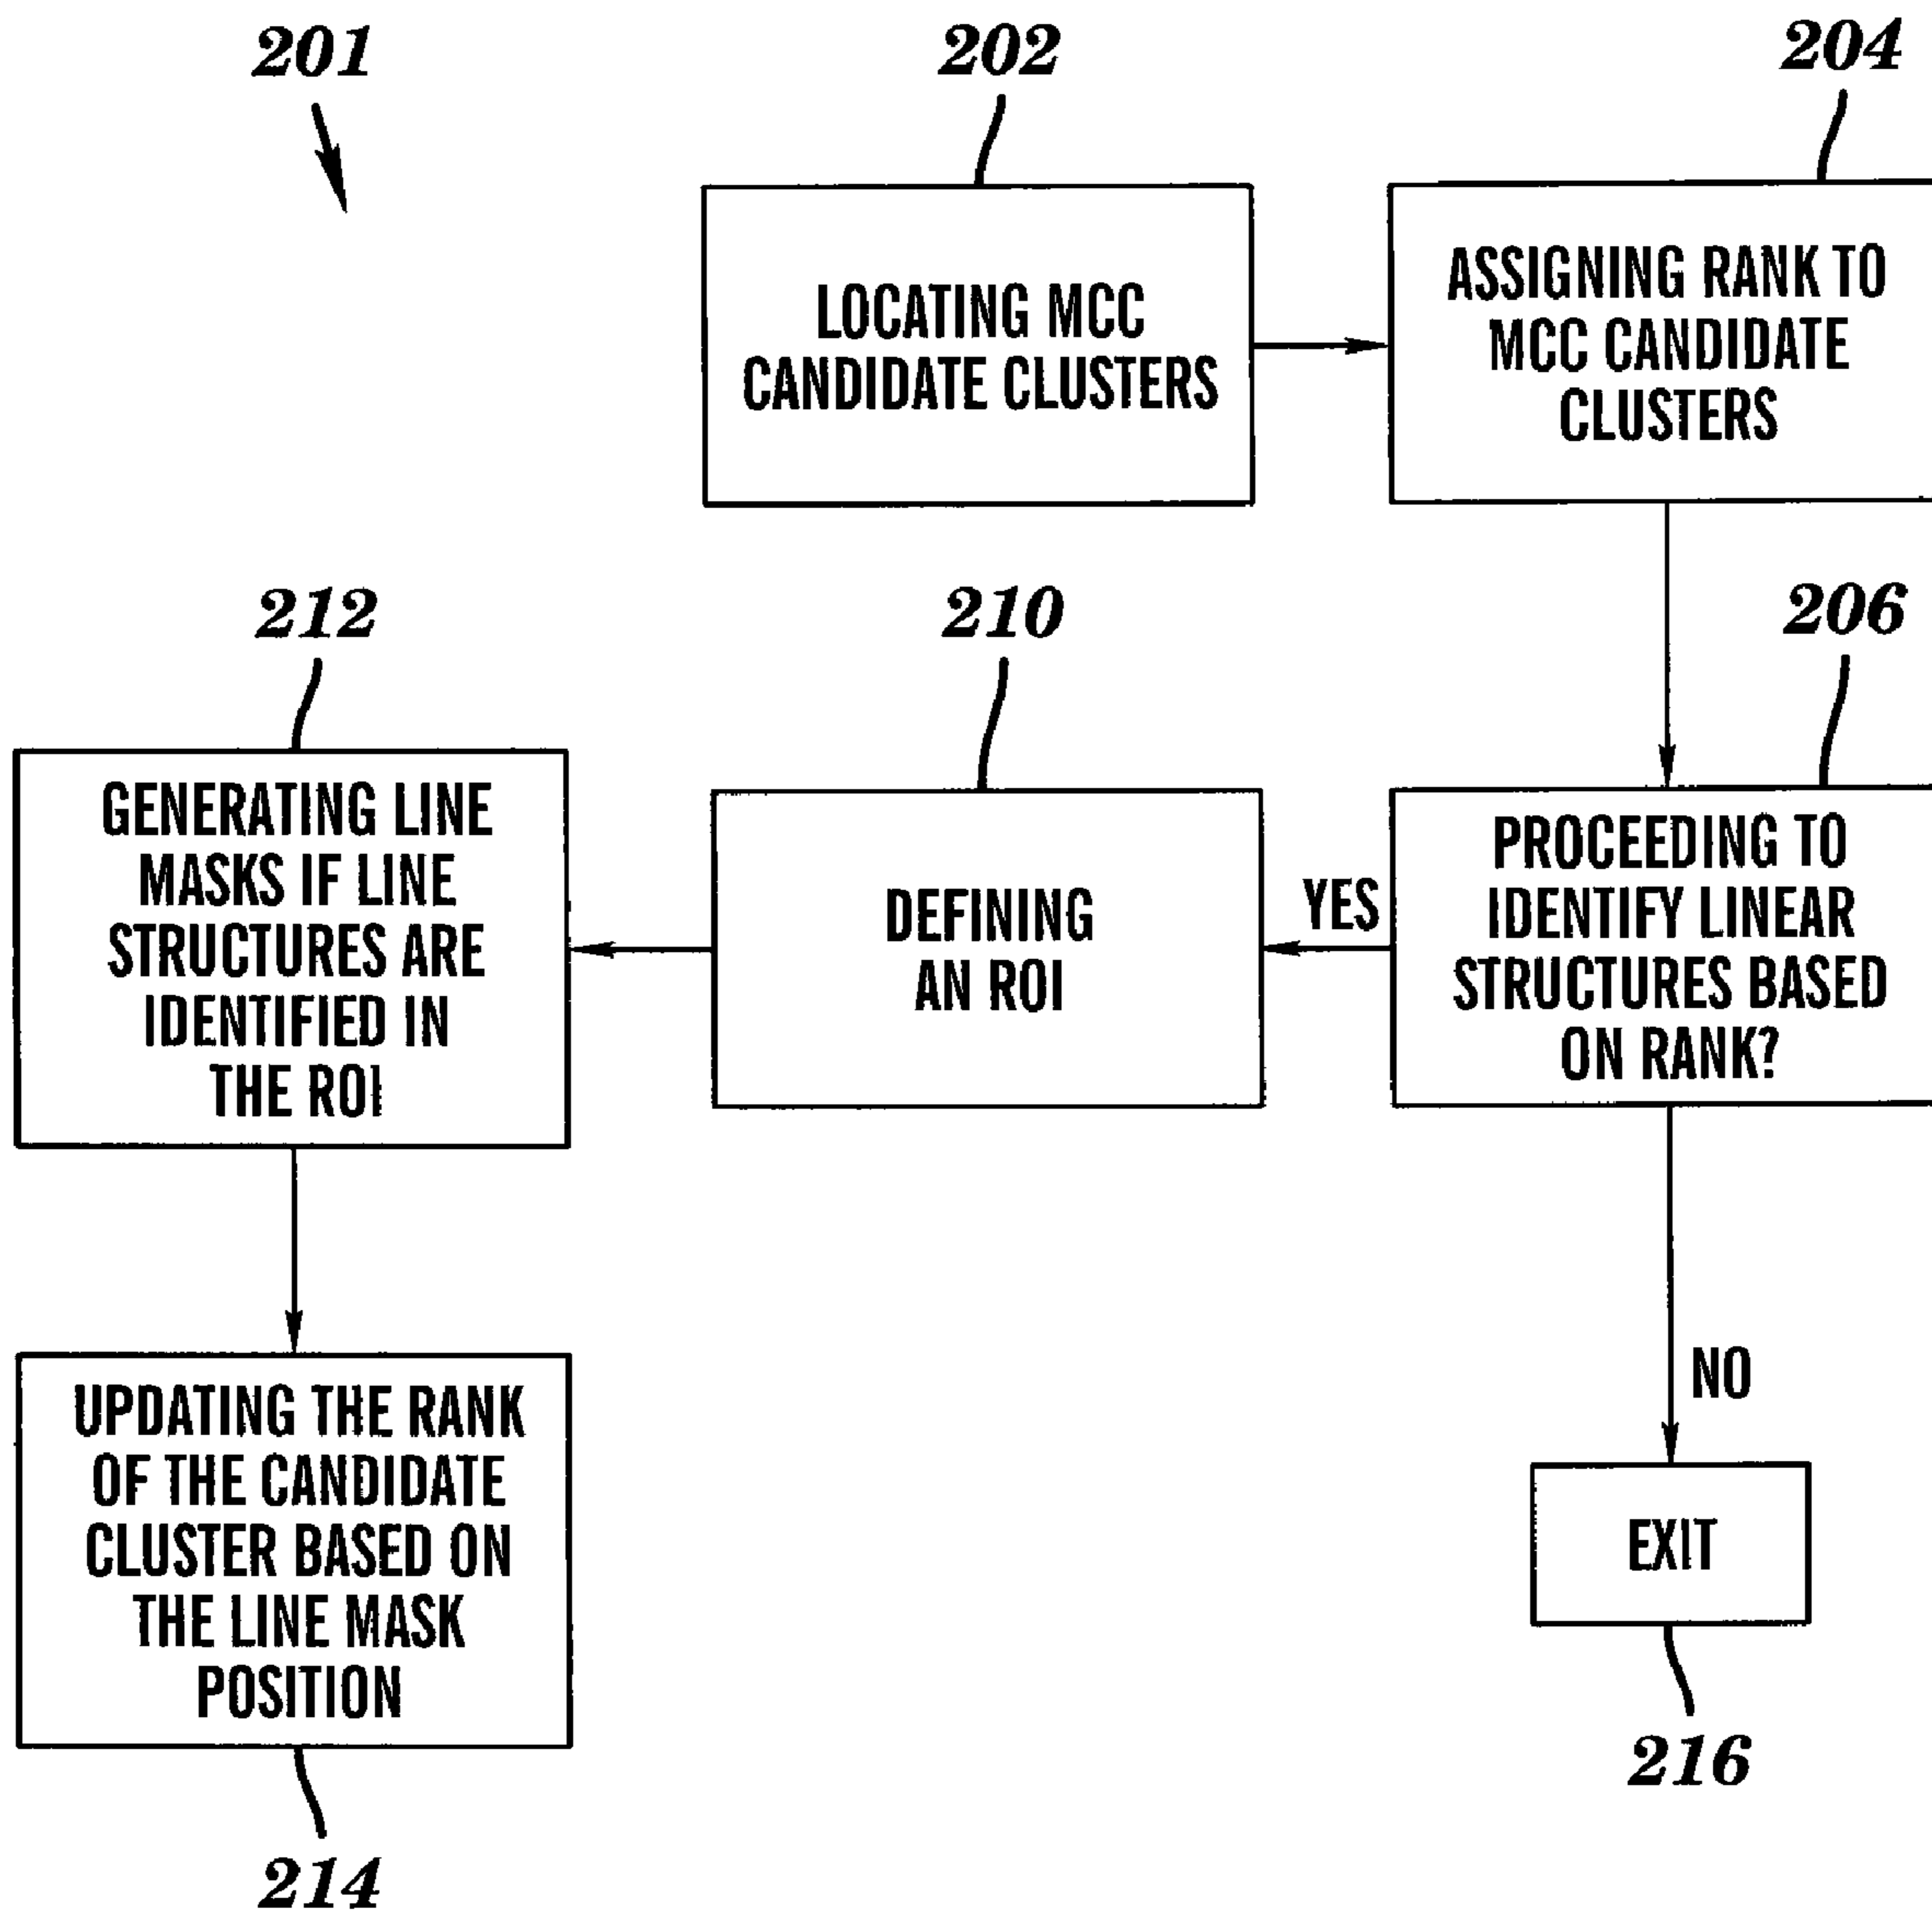 201
202
204
LOCATING MCC
CANDIDATE CLUSTERS
ASSIGNING RANK TO
MCC CANDIDATE
CLUSTERS
212
210
206
GENERATING LINE
MASKS IF LINE
STRUCTURES ARE
IDENTIFIED IN
THE ROI
DEFINING
AN ROI
YES
PROCEEDING TO
IDENTIFY LINEAR
STRUCTURES BASED
ON RANK?
NO
UPDATING THE RANK
OF THE CANDIDATE
CLUSTER BASED ON
THE LINE MASK
POSITION
EXIT
216
214